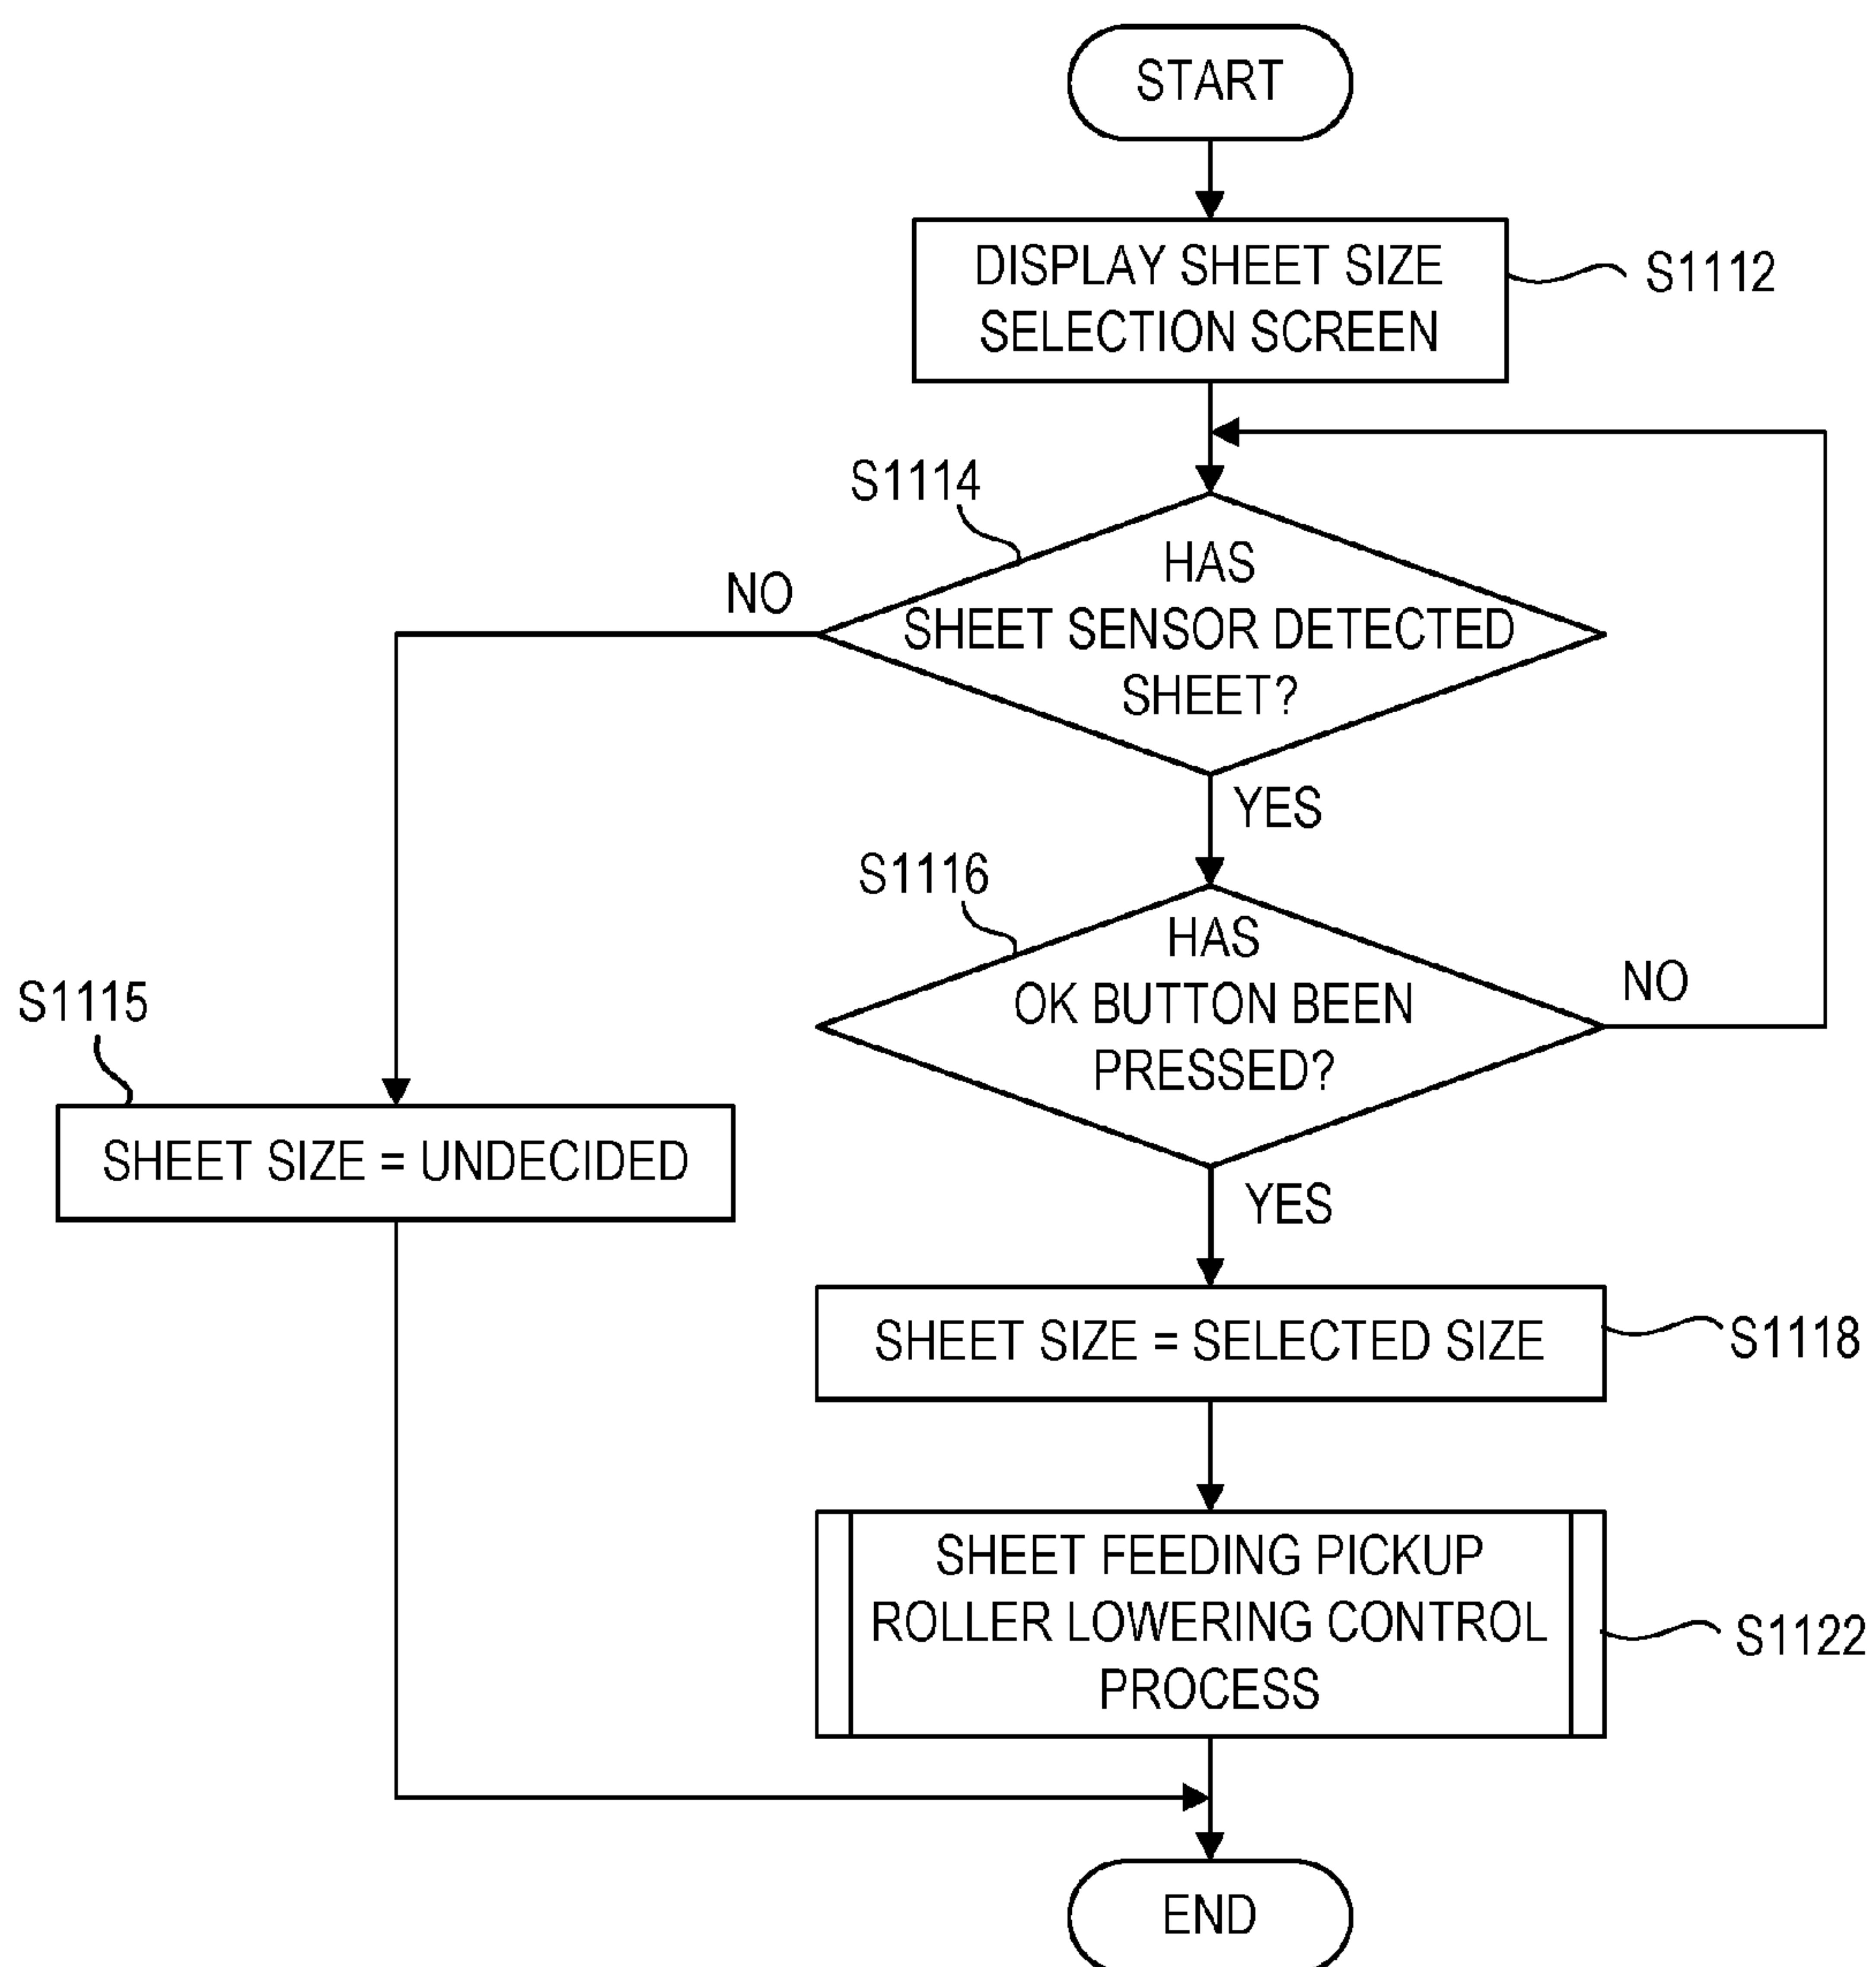 START
DISPLAY SHEET SIZE
SELECTION SCREEN
S1112
S1114
HAS
SHEET SENSOR DETECTED
SHEET?
NO
YES
S1116
HAS
OK BUTTON BEEN
PRESSED?
NO
S1115
SHEET SIZE = UNDECIDED
YES
SHEET SIZE = SELECTED SIZE
S1118
SHEET FEEDING PICKUP
ROLLER LOWERING CONTROL
PROCESS
S1122
END